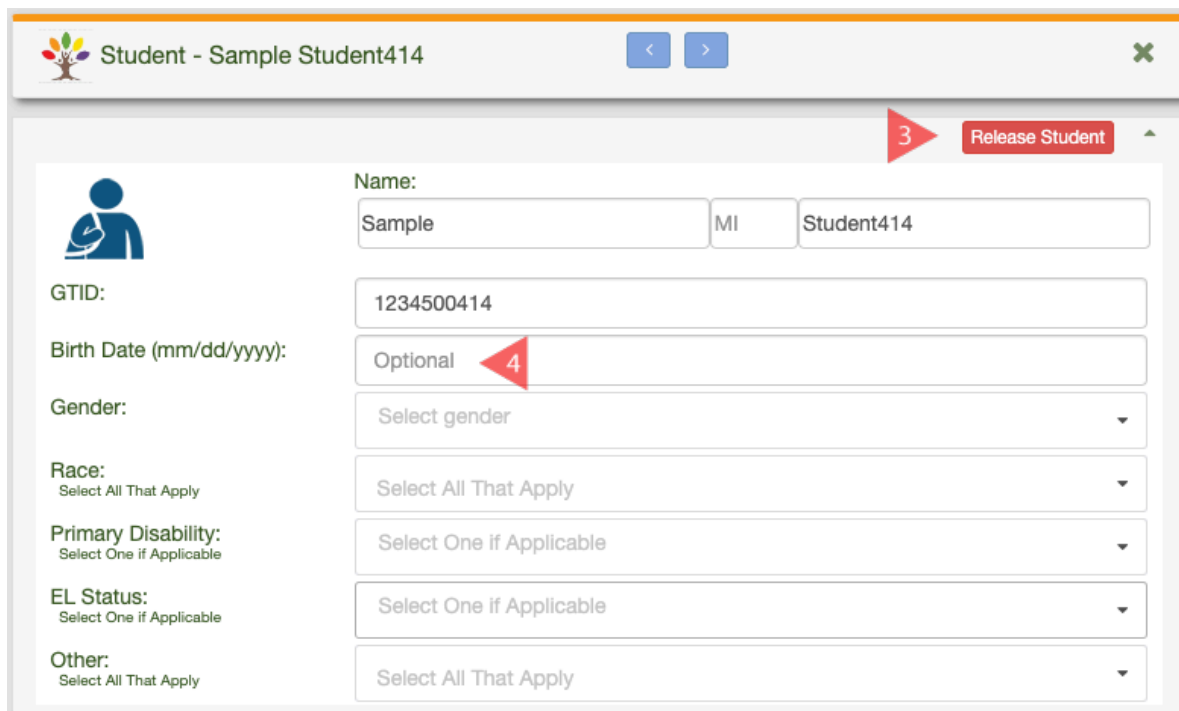 Student - Sample Student414
< >
×
3 Release Student
Name:
Sample MI Student414
GTID:
1234500414
Birth Date (mm/dd/yyyy):
Optional 4
Gender:
Select gender
Race:
Select All That Apply
Select All That Apply
Primary Disability:
Select One if Applicable
Select One if Applicable
EL Status:
Select One if Applicable
Select One if Applicable
Other:
Select All That Apply
Select All That Apply